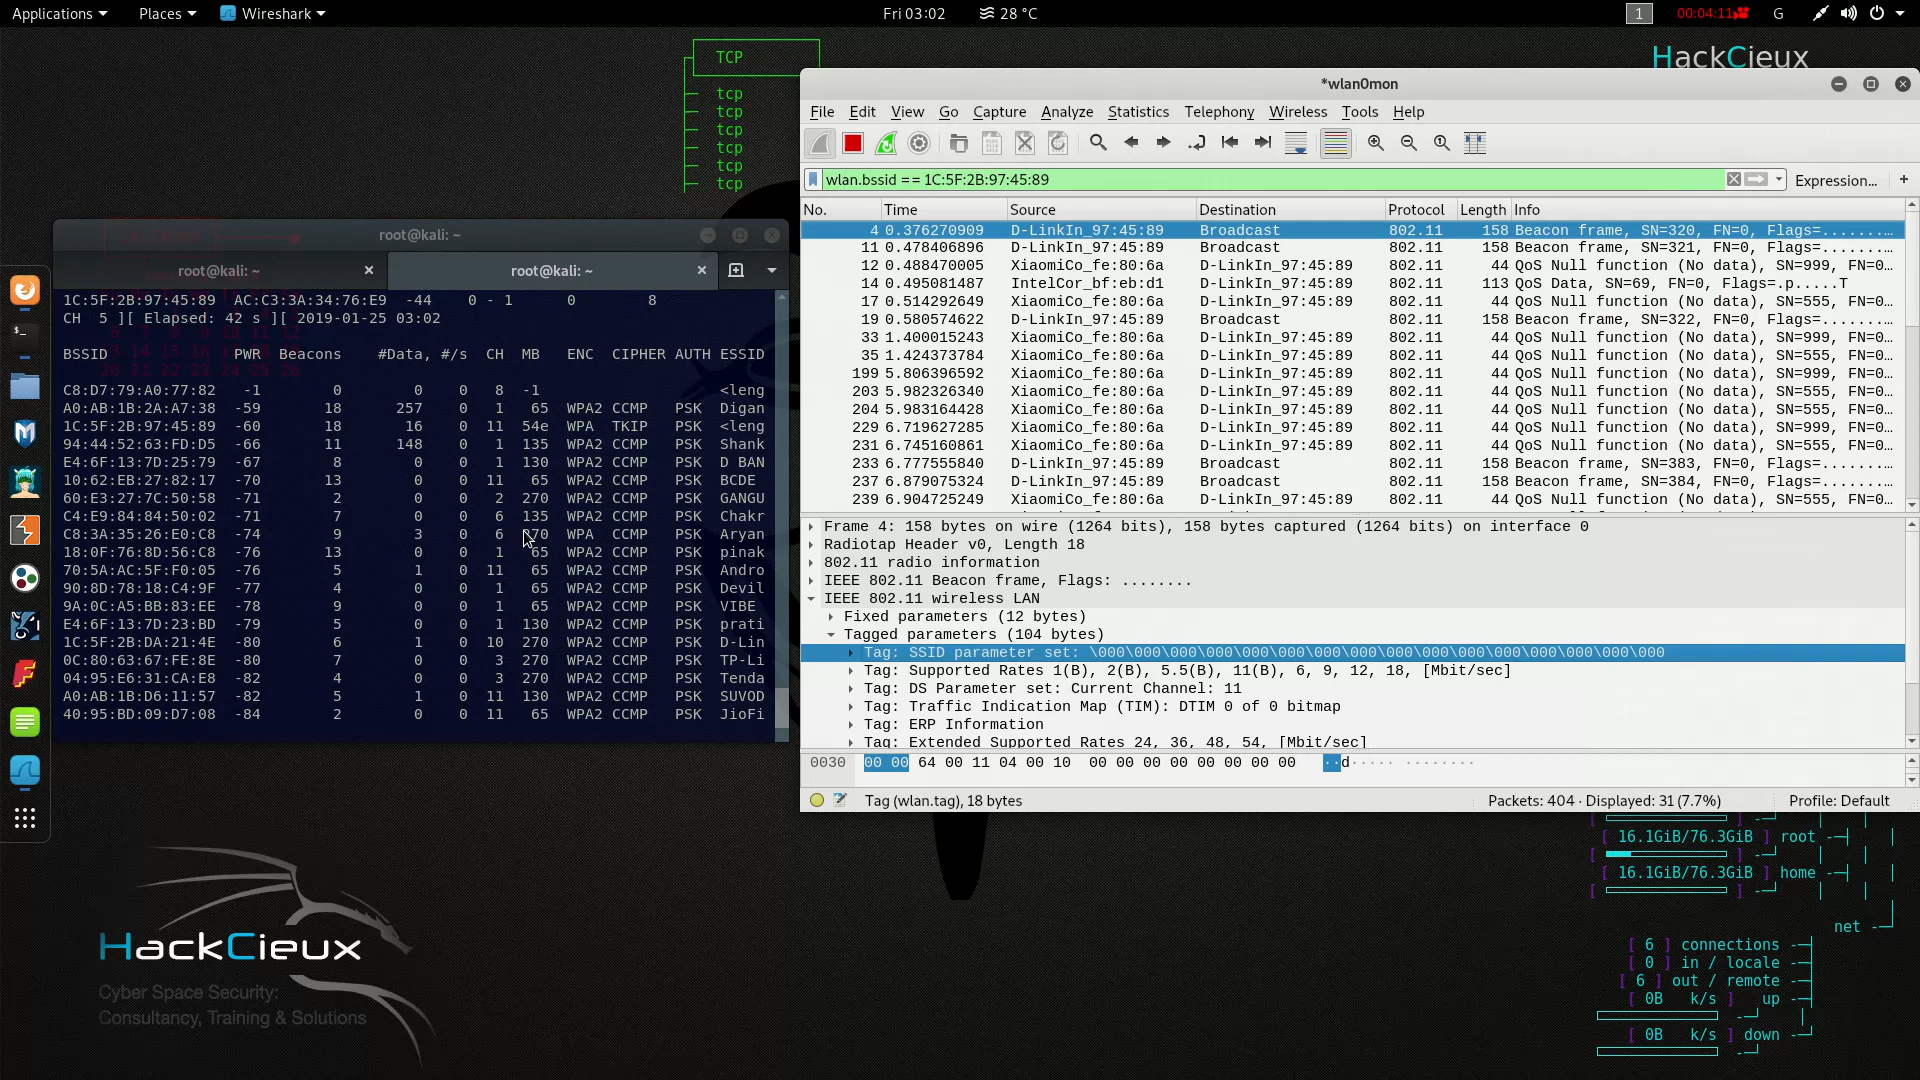 Applications Places Wireshark Fri 03:02 28 °C 1 00:04:11 G
HackCieux
TCP
tcp
tcp
tcp
tcp
tcp
tcp
root@kali: ~
root@kali: ~ root@kali: ~
1C:5F:2B:97:45:89 AC:C3:3A:34:76:E9 -44 0 - 1 0 8
CH 5 ][ Elapsed: 42 s ][ 2019-01-25 03:02
BSSID PWR Beacons #Data, #/s CH MB ENC CIPHER AUTH ESSID
C8:D7:79:A0:77:82 -1 0 0 0 8 -1 <leng
A0:AB:1B:2A:A7:38 -59 18 257 0 1 65 WPA2 CCMP PSK Digan
1C:5F:2B:97:45:89 -60 18 16 0 11 54e WPA TKIP PSK <leng
94:44:52:63:FD:D5 -66 11 148 0 1 135 WPA2 CCMP PSK Shank
E4:6F:13:7D:25:79 -67 8 0 0 1 130 WPA2 CCMP PSK D BAN
10:62:EB:27:82:17 -70 13 0 0 11 65 WPA2 CCMP PSK BCDE
60:E3:27:7C:50:58 -71 2 0 0 2 270 WPA2 CCMP PSK GANGU
C4:E9:84:84:50:02 -71 7 0 0 6 135 WPA2 CCMP PSK Chakr
C8:3A:35:26:E0:C8 -74 9 3 0 6 WPA CCMP PSK Aryan
18:0F:76:8D:56:C8 -76 13 0 0 1 65 WPA2 CCMP PSK pinak
70:5A:AC:5F:F0:05 -76 5 1 0 11 65 WPA2 CCMP PSK Andro
90:8D:78:18:C4:9F -77 4 0 0 1 65 WPA2 CCMP PSK Devil
9A:0C:A5:BB:83:EE -78 9 0 0 1 65 WPA2 CCMP PSK VIBE
E4:6F:13:7D:23:BD -79 5 0 0 1 130 WPA2 CCMP PSK prati
1C:5F:2B:DA:21:4E -80 6 1 0 10 270 WPA2 CCMP PSK D-Lin
0C:80:63:67:FE:8E -80 7 0 0 3 270 WPA2 CCMP PSK TP-Li
04:95:E6:31:CA:E8 -82 4 0 0 3 270 WPA2 CCMP PSK Tenda
A0:AB:1B:D6:11:57 -82 5 1 0 11 130 WPA2 CCMP PSK SUVOD
40:95:BD:09:D7:08 -84 2 0 0 11 65 WPA2 CCMP PSK JioFi
*wlan0mon
File Edit View Go Capture Analyze Statistics Telephony Wireless Tools Help
wlan.bssid == 1C:5F:2B:97:45:89 Expression... +
No. Time Source Destination Protocol Length Info
4 0.376270909 D-LinkIn_97:45:89 Broadcast 802.11 158 Beacon frame, SN=320, FN=0, Flags=........…
11 0.478406896 D-LinkIn_97:45:89 Broadcast 802.11 158 Beacon frame, SN=321, FN=0, Flags=........…
12 0.488470005 XiaomiCo_fe:80:6a D-LinkIn_97:45:89 802.11 44 QoS Null function (No data), SN=999, FN=0…
14 0.495081487 IntelCor_bf:eb:d1 D-LinkIn_97:45:89 802.11 113 QoS Data, SN=69, FN=0, Flags=.p.....T
17 0.514292649 XiaomiCo_fe:80:6a D-LinkIn_97:45:89 802.11 44 QoS Null function (No data), SN=555, FN=0…
19 0.580574622 D-LinkIn_97:45:89 Broadcast 802.11 158 Beacon frame, SN=322, FN=0, Flags=........…
33 1.400015243 XiaomiCo_fe:80:6a D-LinkIn_97:45:89 802.11 44 QoS Null function (No data), SN=999, FN=0…
35 1.424373784 XiaomiCo_fe:80:6a D-LinkIn_97:45:89 802.11 44 QoS Null function (No data), SN=555, FN=0…
199 5.806396592 XiaomiCo_fe:80:6a D-LinkIn_97:45:89 802.11 44 QoS Null function (No data), SN=999, FN=0…
203 5.982326340 XiaomiCo_fe:80:6a D-LinkIn_97:45:89 802.11 44 QoS Null function (No data), SN=555, FN=0…
204 5.983164428 XiaomiCo_fe:80:6a D-LinkIn_97:45:89 802.11 44 QoS Null function (No data), SN=555, FN=0…
229 6.719627285 XiaomiCo_fe:80:6a D-LinkIn_97:45:89 802.11 44 QoS Null function (No data), SN=999, FN=0…
231 6.745160861 XiaomiCo_fe:80:6a D-LinkIn_97:45:89 802.11 44 QoS Null function (No data), SN=555, FN=0…
233 6.777555840 D-LinkIn_97:45:89 Broadcast 802.11 158 Beacon frame, SN=383, FN=0, Flags=........…
237 6.879075324 D-LinkIn_97:45:89 Broadcast 802.11 158 Beacon frame, SN=384, FN=0, Flags=........…
239 6.904725249 XiaomiCo_fe:80:6a D-LinkIn_97:45:89 802.11 44 QoS Null function (No data), SN=555, FN=0…
Frame 4: 158 bytes on wire (1264 bits), 158 bytes captured (1264 bits) on interface 0
Radiotap Header v0, Length 18
802.11 radio information
IEEE 802.11 Beacon frame, Flags: ........
IEEE 802.11 wireless LAN
Fixed parameters (12 bytes)
Tagged parameters (104 bytes)
Tag: SSID parameter set: \000\000\000\000\000\000\000\000\000\000\000\000\000\000\000\000
Tag: Supported Rates 1(B), 2(B), 5.5(B), 11(B), 6, 9, 12, 18, [Mbit/sec]
Tag: DS Parameter set: Current Channel: 11
Tag: Traffic Indication Map (TIM): DTIM 0 of 0 bitmap
Tag: ERP Information
Tag: Extended Supported Rates 24, 36, 48, 54, [Mbit/sec]
0030 00 00 64 00 11 04 00 10 00 00 00 00 00 00 00 00 ··d····· ········
Tag (wlan.tag), 18 bytes Packets: 404 · Displayed: 31 (7.7%) Profile: Default
[ 16.1GiB/76.3GiB ] root
[ 16.1GiB/76.3GiB ] home
net
[ 6 ] connections
[ 0 ] in / locale
[ 6 ] out / remote
[ 0B k/s ] up
[ 0B k/s ] down
HackCieux
Cyber Space Security:
Consultancy, Training & Solutions